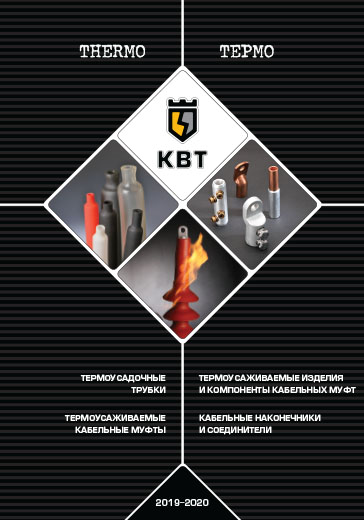 THERMO
ТЕРМО
КВТ
ТЕРМОУСАДОЧНЫЕ
ТРУБКИ
ТЕРМОУСАЖИВАЕМЫЕ ИЗДЕЛИЯ
И КОМПОНЕНТЫ КАБЕЛЬНЫХ МУФТ
ТЕРМОУСАЖИВАЕМЫЕ
КАБЕЛЬНЫЕ МУФТЫ
КАБЕЛЬНЫЕ НАКОНЕЧНИКИ
И СОЕДИНИТЕЛИ
2019-2020